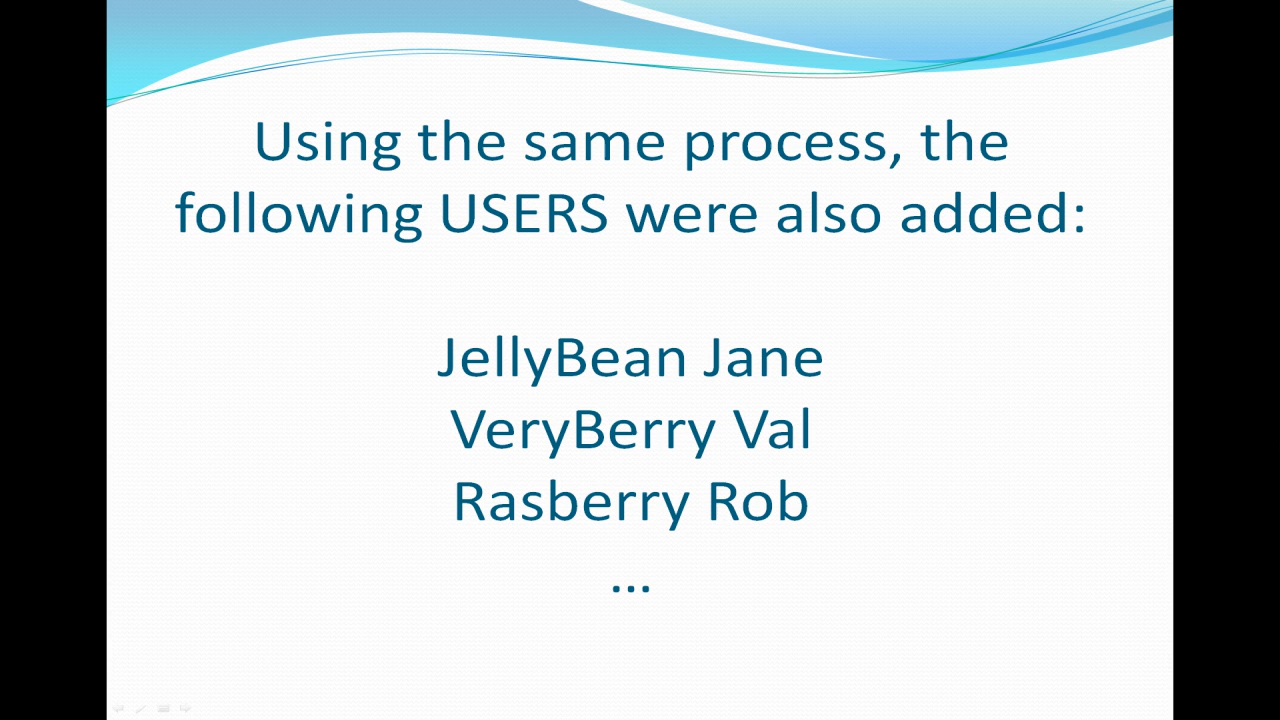 Using the same process, the
following USERS were also added:
JellyBean Jane
VeryBerry Val
Rasberry Rob
...